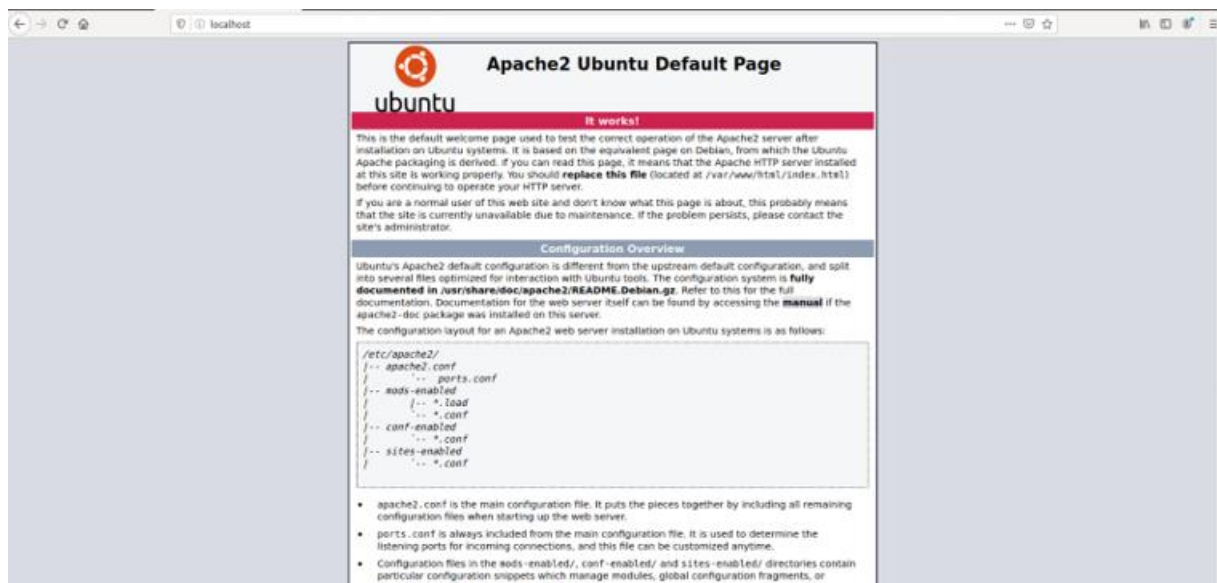 localhost
Apache2 Ubuntu Default Page
ubuntu
It works!
This is the default welcome page used to test the correct operation of the Apache2 server after
installation on Ubuntu systems. It is based on the equivalent page on Debian, from which the Ubuntu
Apache packaging is derived. If you can read this page, it means that the Apache HTTP server installed
at this site is working properly. You should replace this file (located at /var/www/html/index.html)
before continuing to operate your HTTP server.
If you are a normal user of this web site and don't know what this page is about, this probably means
that the site is currently unavailable due to maintenance. If the problem persists, please contact the
site's administrator.
Configuration Overview
Ubuntu's Apache2 default configuration is different from the upstream default configuration, and split
into several files optimized for interaction with Ubuntu tools. The configuration system is fully
documented in /usr/share/doc/apache2/README.Debian.gz. Refer to this for the full
documentation. Documentation for the web server itself can be found by accessing the manual if the
apache2-doc package was installed on this server.
The configuration layout for an Apache2 web server installation on Ubuntu systems is as follows:
/etc/apache2/
|-- apache2.conf
|       `--  ports.conf
|-- mods-enabled
|       |-- *.load
|       `-- *.conf
|-- conf-enabled
|       `-- *.conf
|-- sites-enabled
|       `-- *.conf
• apache2.conf is the main configuration file. It puts the pieces together by including all remaining
configuration files when starting up the web server.
• ports.conf is always included from the main configuration file. It is used to determine the
listening ports for incoming connections, and this file can be customized anytime.
• Configuration files in the mods-enabled/, conf-enabled/ and sites-enabled/ directories contain
particular configuration snippets which manage modules, global configuration fragments, or